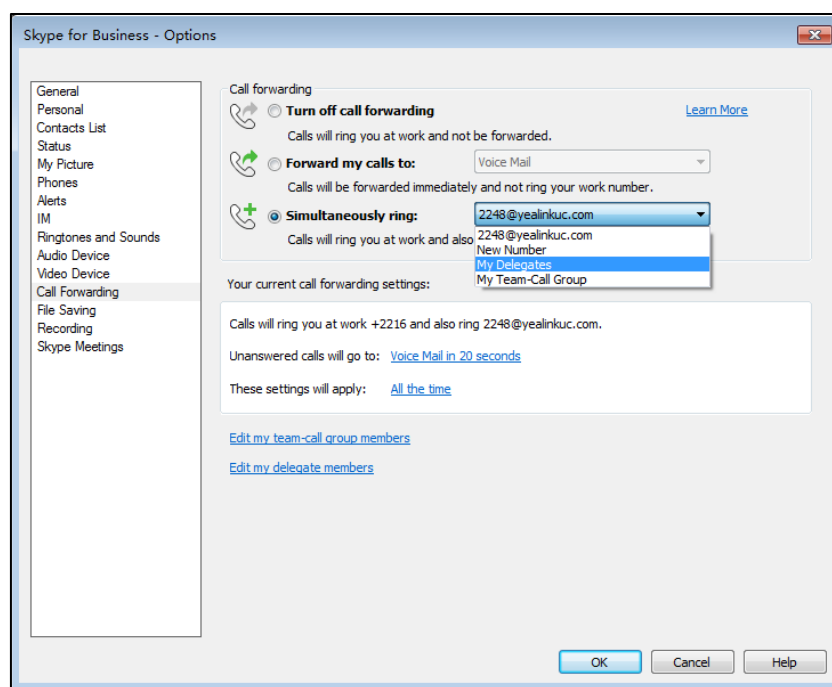 Skype for Business - Options
General
Personal
Contacts List
Status
My Picture
Phones
Alerts
IM
Ringtones and Sounds
Audio Device
Video Device
Call Forwarding
File Saving
Recording
Skype Meetings
Call forwarding
Turn off call forwarding
Learn More
Calls will ring you at work and not be forwarded.
Forward my calls to:
Voice Mail
Calls will be forwarded immediately and not ring your work number.
Simultaneously ring:
2248@yealinkuc.com
Calls will ring you at work and also
2248@yealinkuc.com
New Number
My Delegates
My Team-Call Group
Your current call forwarding settings:
Calls will ring you at work +2216 and also ring 2248@yealinkuc.com.
Unanswered calls will go to: Voice Mail in 20 seconds
These settings will apply: All the time
Edit my team-call group members
Edit my delegate members
OK
Cancel
Help